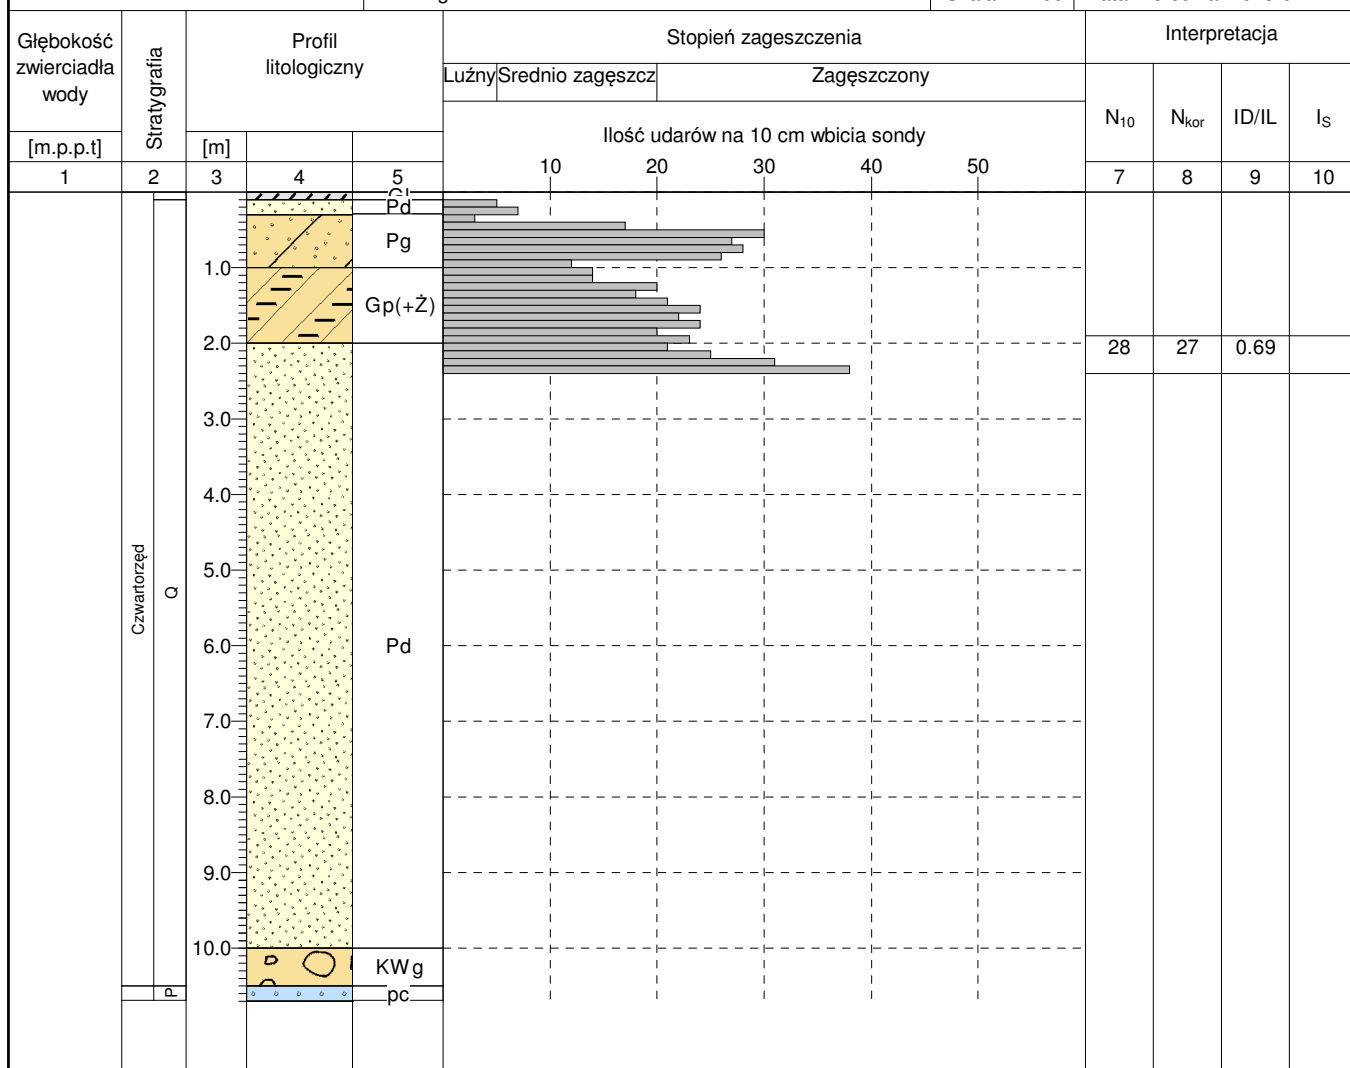 Głębokość
zwierciadła
wody
[m.p.p.t]
Stratygrafia
Profil
litologiczny
[m]
Stopień zageszczenia
Luźny Srednio zagęszcz Zagęszczony
Ilość udarów na 10 cm wbicia sondy
10 20 30 40 50
Interpretacja
N10 Nkor ID/IL IS
1 2 3 4 5 7 8 9 10
Pd
Pg
1.0
Gp(+Ż)
2.0
28 27 0.69
3.0
4.0
5.0
Czwartorzęd
Q
6.0
Pd
7.0
8.0
9.0
10.0
KWg
P
pc